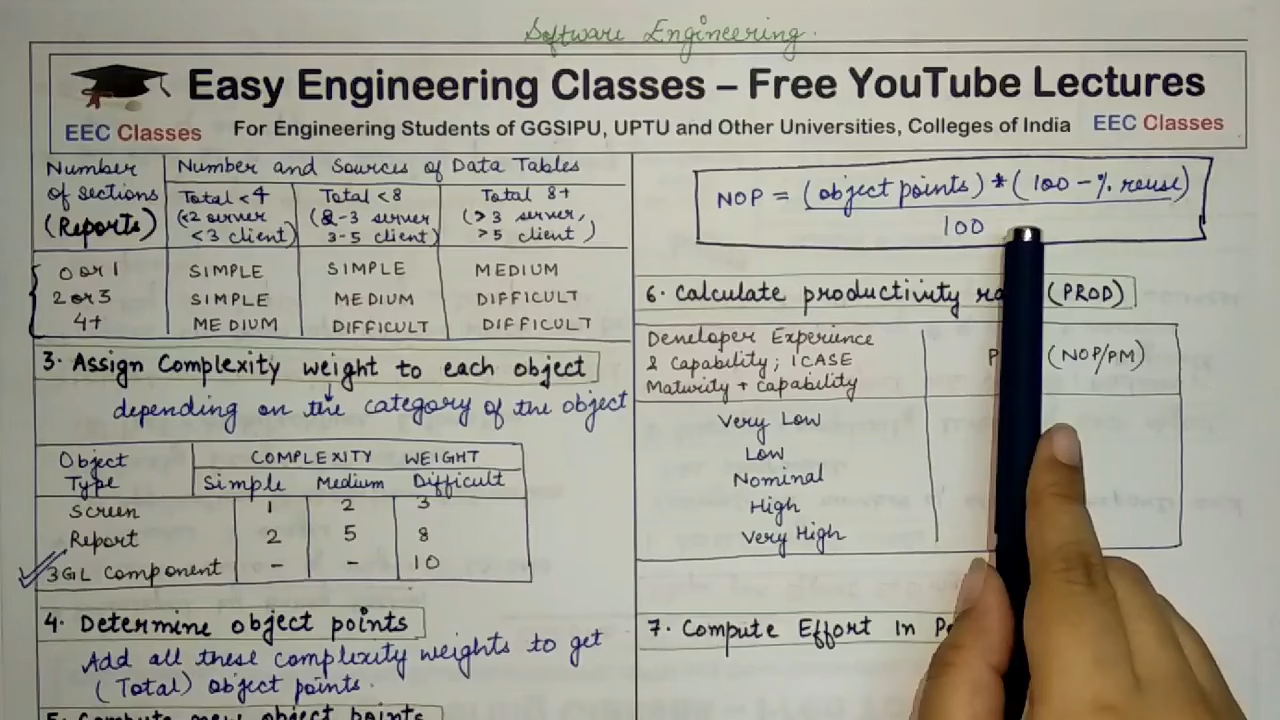 Software Engineering.
Easy Engineering Classes – Free YouTube Lectures
EEC Classes
For Engineering Students of GGSIPU, UPTU and Other Universities, Colleges of India
EEC Classes
Number of sections (Reports)
Number and Sources of Data Tables
Total <4 (<2 server <3 client)
Total <8 (2-3 server 3-5 client)
Total 8+ (>3 server, >5 client)
0 or 1 SIMPLE SIMPLE MEDIUM
2 or 3 SIMPLE MEDIUM DIFFICULT
4+ MEDIUM DIFFICULT DIFFICULT
3. Assign Complexity weight to each object
depending on the category of the object
Object Type
COMPLEXITY WEIGHT
Simple Medium Difficult
Screen 1 2 3
Report 2 5 8
3GL Component - - 10
4. Determine object points
Add all these complexity weights to get
(Total) object points.
5. Compute new object points
NOP = (object points) * (100 - % reuse)
100
6. Calculate productivity (PROD)
Developer Experience
& Capability; ICASE
Maturity + capability
(NOP/PM)
Very Low
Low
Nominal
High
Very High
7. Compute Effort In